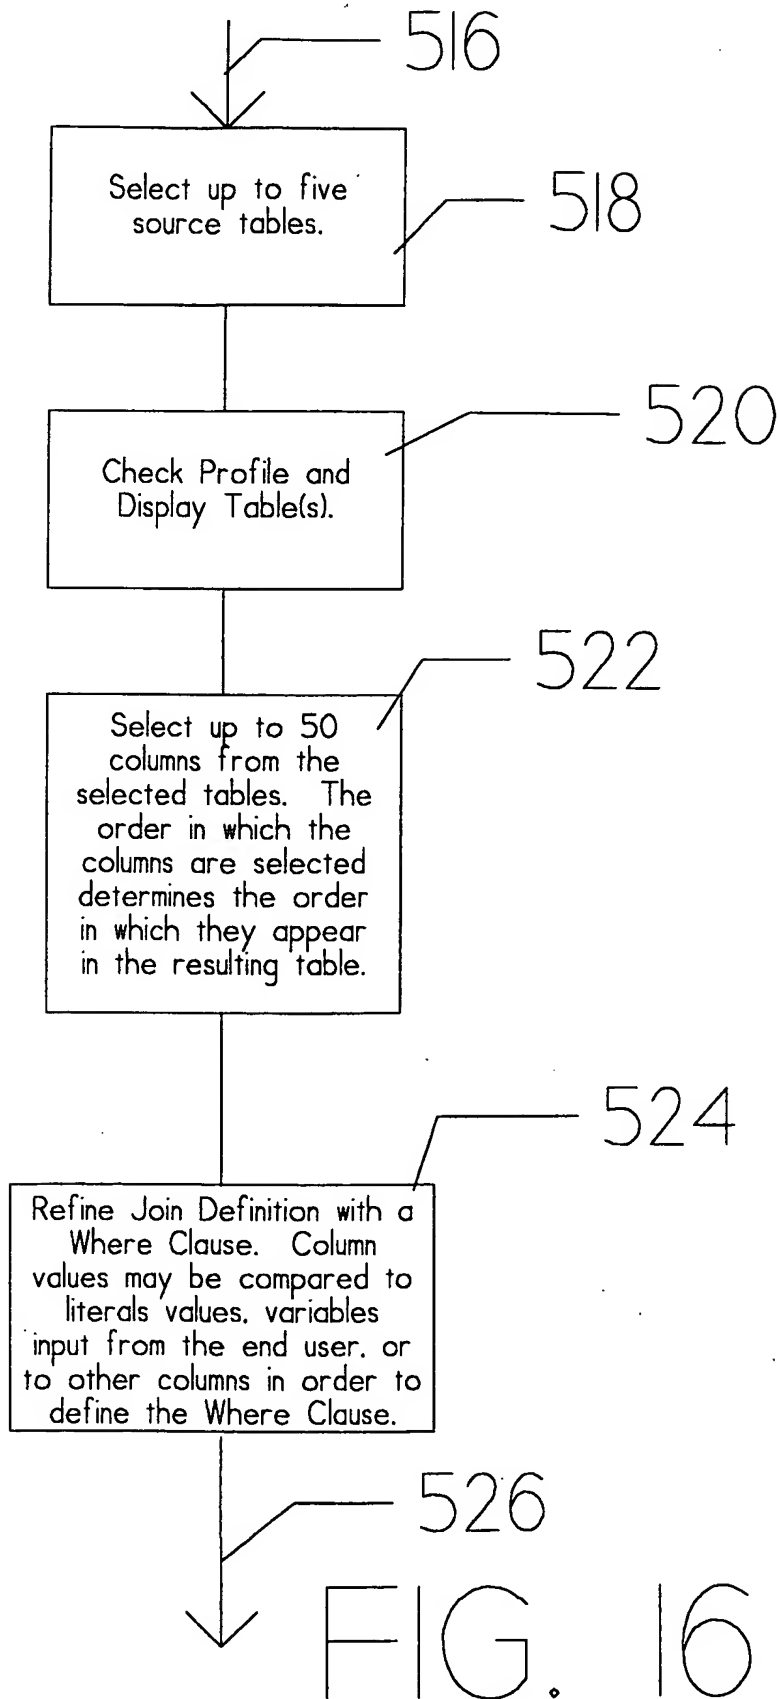 516
Select up to five
source tables.
518
520
Check Profile and
Display Table(s).
522
Select up to 50
columns from the
selected tables. The
order in which the
columns are selected
determines the order
in which they appear
in the resulting table.
524
Refine Join Definition with a
Where Clause. Column
values may be compared to
literals values, variables
input from the end user, or
to other columns in order to
define the Where Clause.
526
FIG. 16